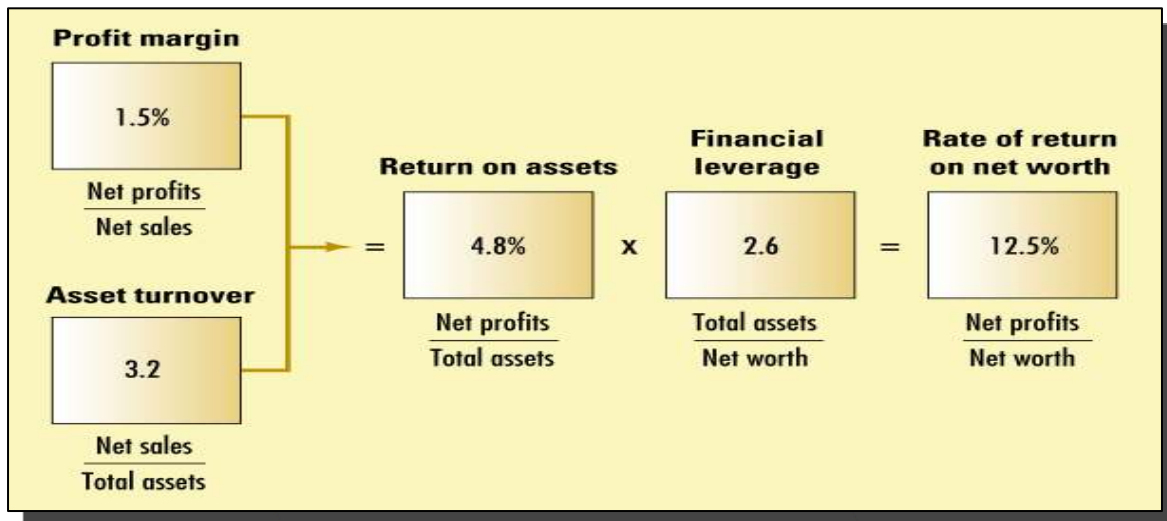 Profit margin
1.5%
Net profits
Net sales
Asset turnover
3.2
Net sales
Total assets
=
Return on assets
4.8%
Net profits
Total assets
x
Financial
leverage
2.6
Total assets
Net worth
=
Rate of return
on net worth
12.5%
Net profits
Net worth